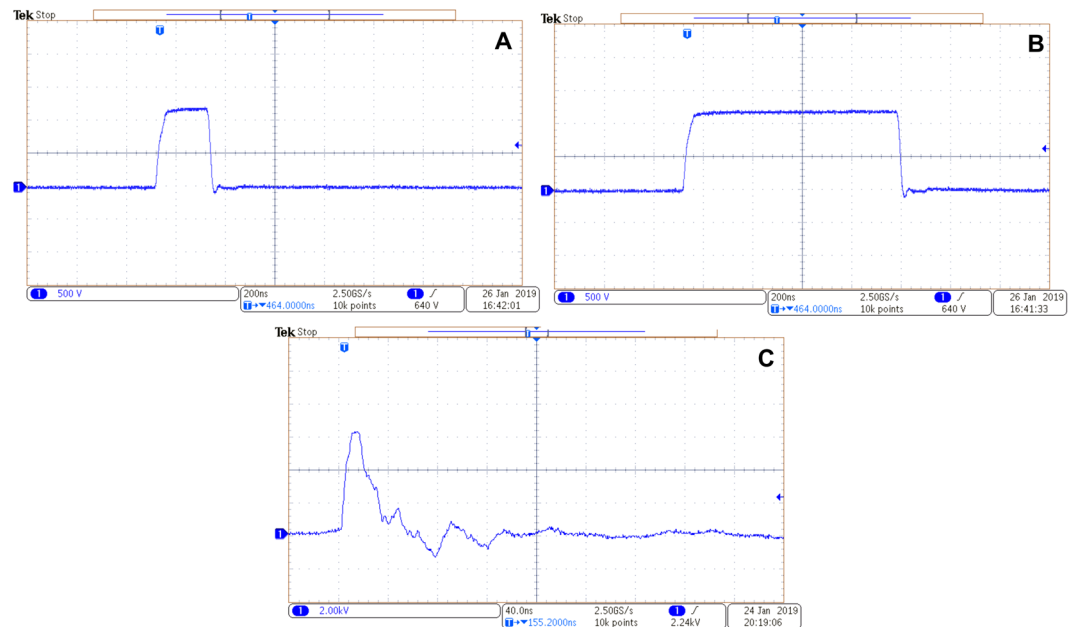 Tek Stop
T
T
A
1
1 500 V
200ns 2.50GS/s 1
T→▼464.0000ns 10k points 640 V
26 Jan 2019
16:42:01
Tek Stop
T
T
B
1
1 500 V
200ns 2.50GS/s 1
T→▼464.0000ns 10k points 640 V
26 Jan 2019
16:41:33
Tek Stop
T
T
C
1
1 2.00kV
40.0ns 2.50GS/s 1
T→▼155.2000ns 10k points 2.24kV
24 Jan 2019
20:19:06